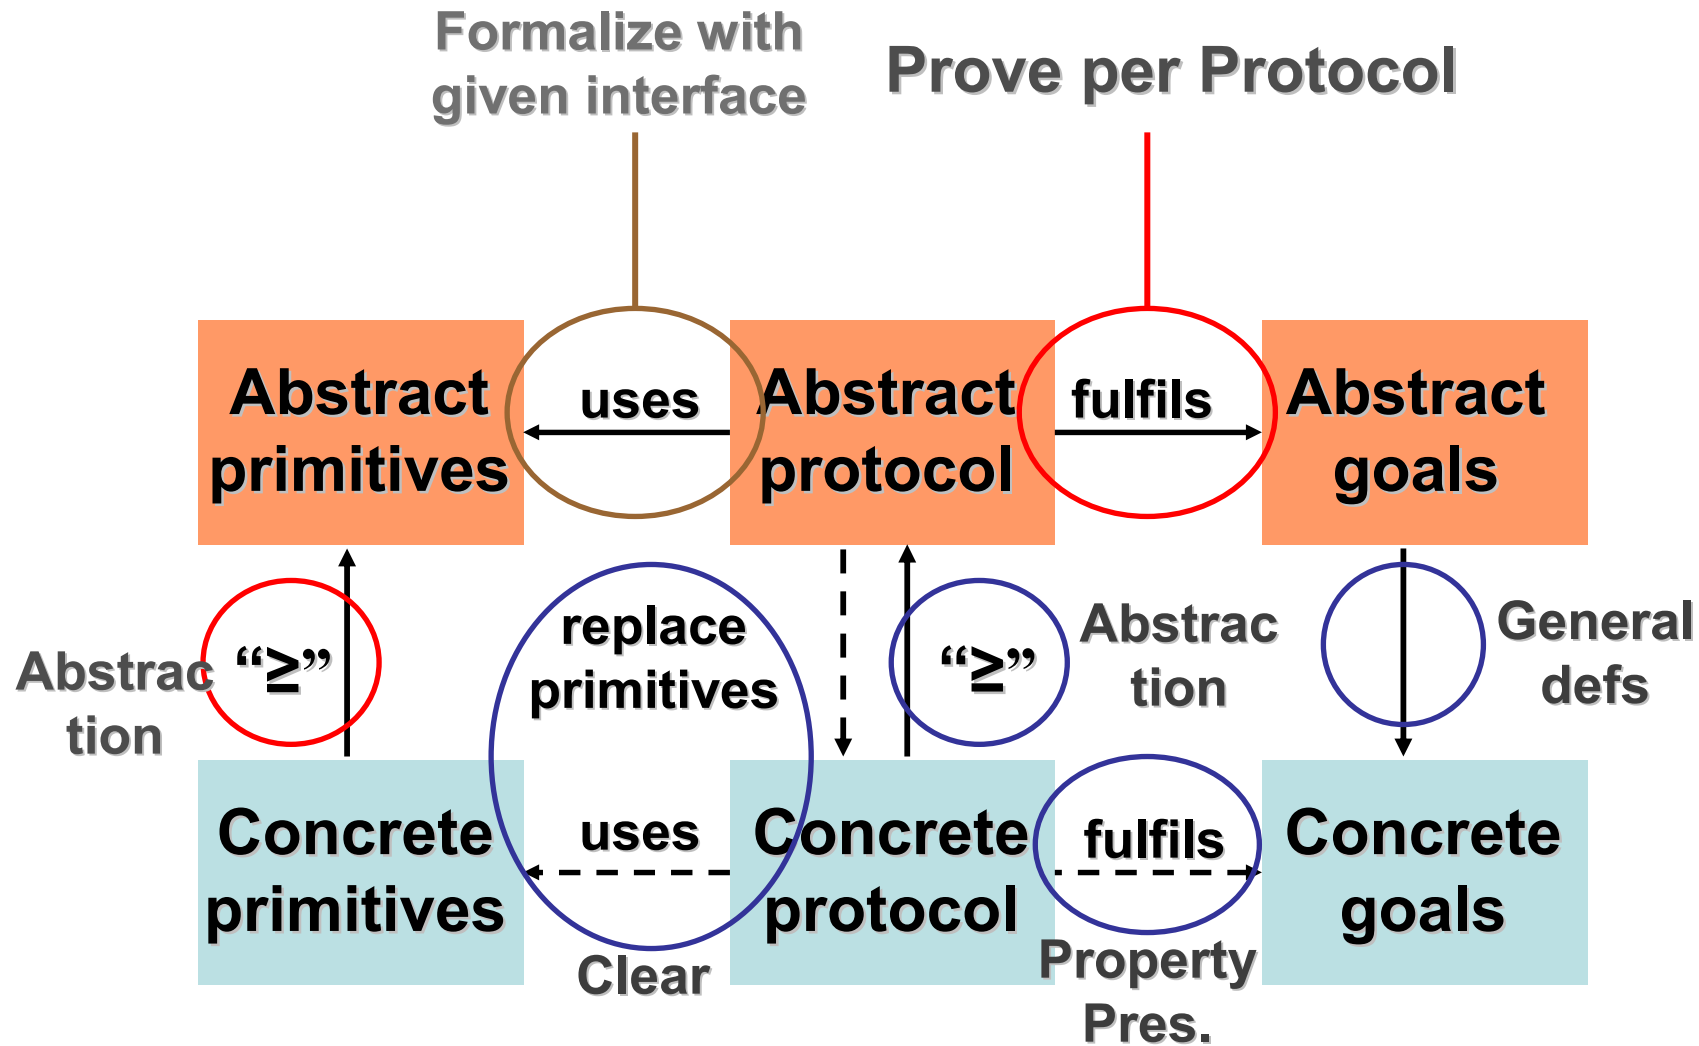 Formalize with
given interface
Prove per Protocol
Abstract
primitives
uses
Abstract
protocol
fulfils
Abstract
goals
Abstrac
tion
“≥”
replace
primitives
“≥”
Abstrac
tion
General
defs
Concrete
primitives
uses
Concrete
protocol
fulfils
Concrete
goals
Clear
Property
Pres.